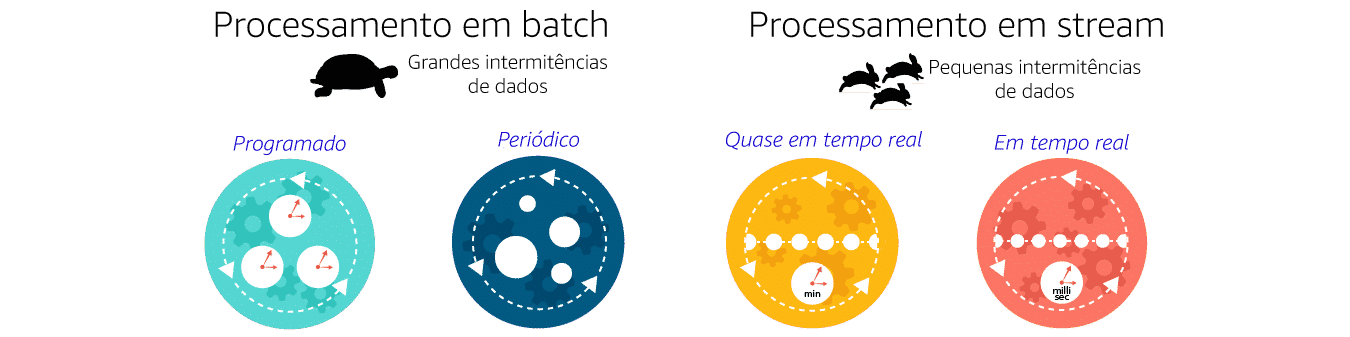 Processamento em batch
Grandes intermitências
de dados
Programado
Periódico
Processamento em stream
Pequenas intermitências
de dados
Quase em tempo real
Em tempo real
min
milli
sec